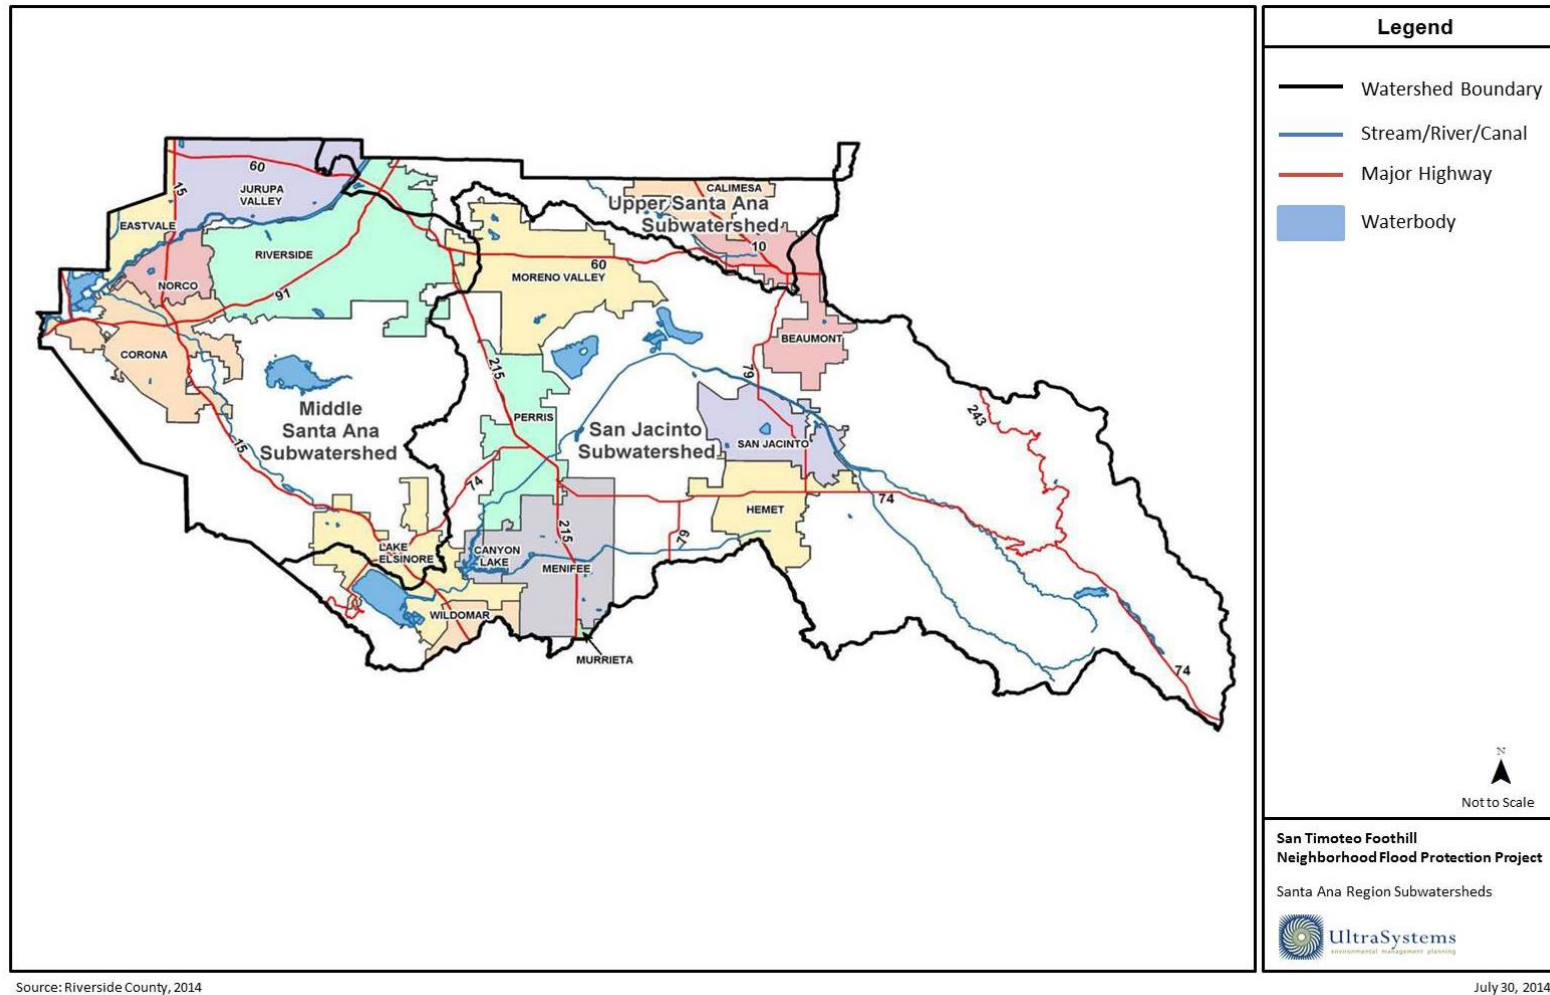 60
15
JURUPA
VALLEY
EASTVALE
RIVERSIDE
NORCO
91
CORONA
CALIMESA
Upper Santa Ana
Subwatershed
10
60
MORENO VALLEY
BEAUMONT
215
79
243
PERRIS
Middle
Santa Ana
Subwatershed
San Jacinto
Subwatershed
SAN JACINTO
15
74
74
HEMET
215
79
LAKE
ELSINORE
CANYON
LAKE
MENIFEE
WILDOMAR
MURRIETA
74
Legend
Watershed Boundary
Stream/River/Canal
Major Highway
Waterbody
N
Not to Scale
San Timoteo Foothill
Neighborhood Flood Protection Project
Santa Ana Region Subwatersheds
UltraSystems
environmental management planning
Source: Riverside County, 2014
July 30, 2014